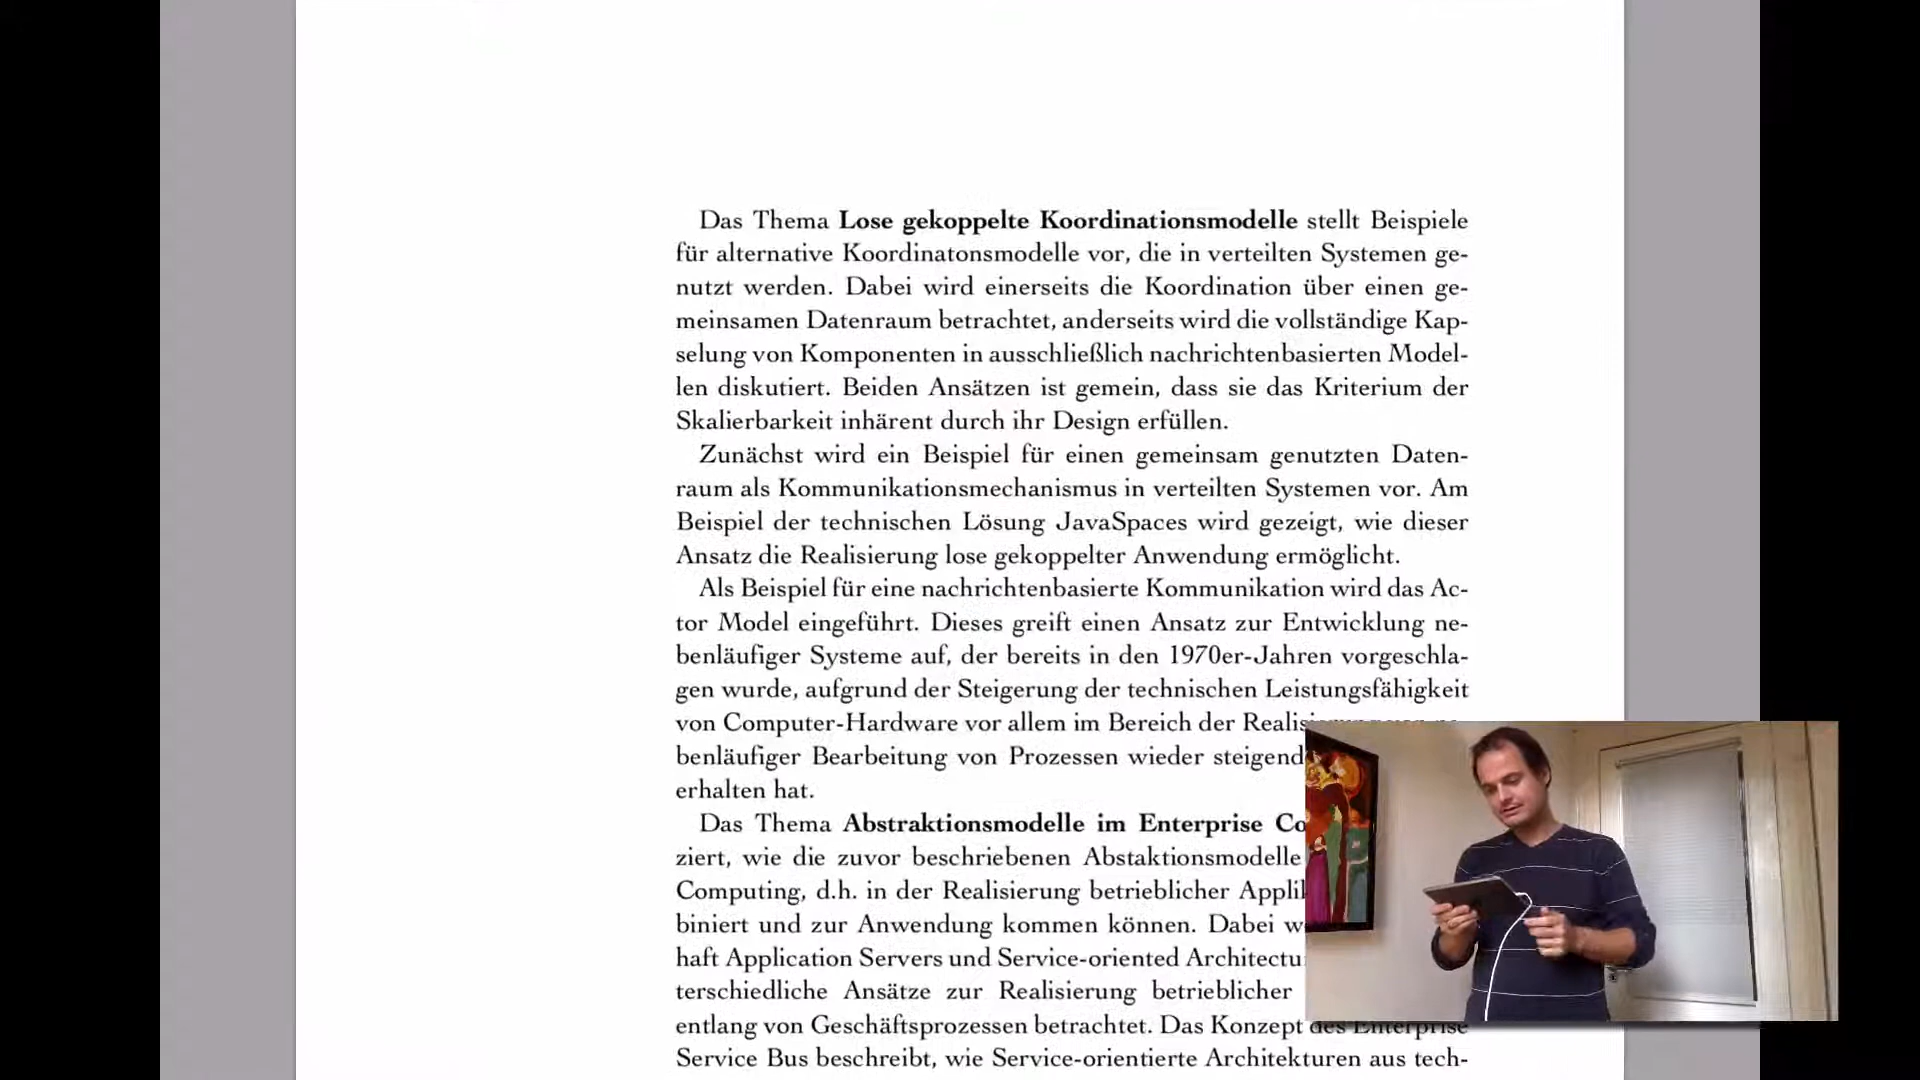 Das Thema Lose gekoppelte Koordinationsmodelle stellt Beispiele
für alternative Koordinatonsmodelle vor, die in verteilten Systemen ge-
nutzt werden. Dabei wird einerseits die Koordination über einen ge-
meinsamen Datenraum betrachtet, anderseits wird die vollständige Kap-
selung von Komponenten in ausschließlich nachrichtenbasierten Model-
len diskutiert. Beiden Ansätzen ist gemein, dass sie das Kriterium der
Skalierbarkeit inhärent durch ihr Design erfüllen.
Zunächst wird ein Beispiel für einen gemeinsam genutzten Daten-
raum als Kommunikationsmechanismus in verteilten Systemen vor. Am
Beispiel der technischen Lösung JavaSpaces wird gezeigt, wie dieser
Ansatz die Realisierung lose gekoppelter Anwendung ermöglicht.
Als Beispiel für eine nachrichtenbasierte Kommunikation wird das Ac-
tor Model eingeführt. Dieses greift einen Ansatz zur Entwicklung ne-
benläufiger Systeme auf, der bereits in den 1970er-Jahren vorgeschla-
gen wurde, aufgrund der Steigerung der technischen Leistungsfähigkeit
von Computer-Hardware vor allem im Bereich der
benläufiger Bearbeitung von Prozessen wieder steigend
erhalten hat.
Das Thema Abstraktionsmodelle im Enterprise Co
ziert, wie die zuvor beschriebenen Abstaktionsmodelle
Computing, d.h. in der Realisierung betrieblicher Appli
biniert und zur Anwendung kommen können. Dabei w
haft Application Servers und Service-oriented Architectu
terschiedliche Ansätze zur Realisierung betrieblicher
entlang von Geschäftsprozessen betrachtet. Das Konzept des Enterprise
Service Bus beschreibt, wie Service-orientierte Architekturen aus tech-